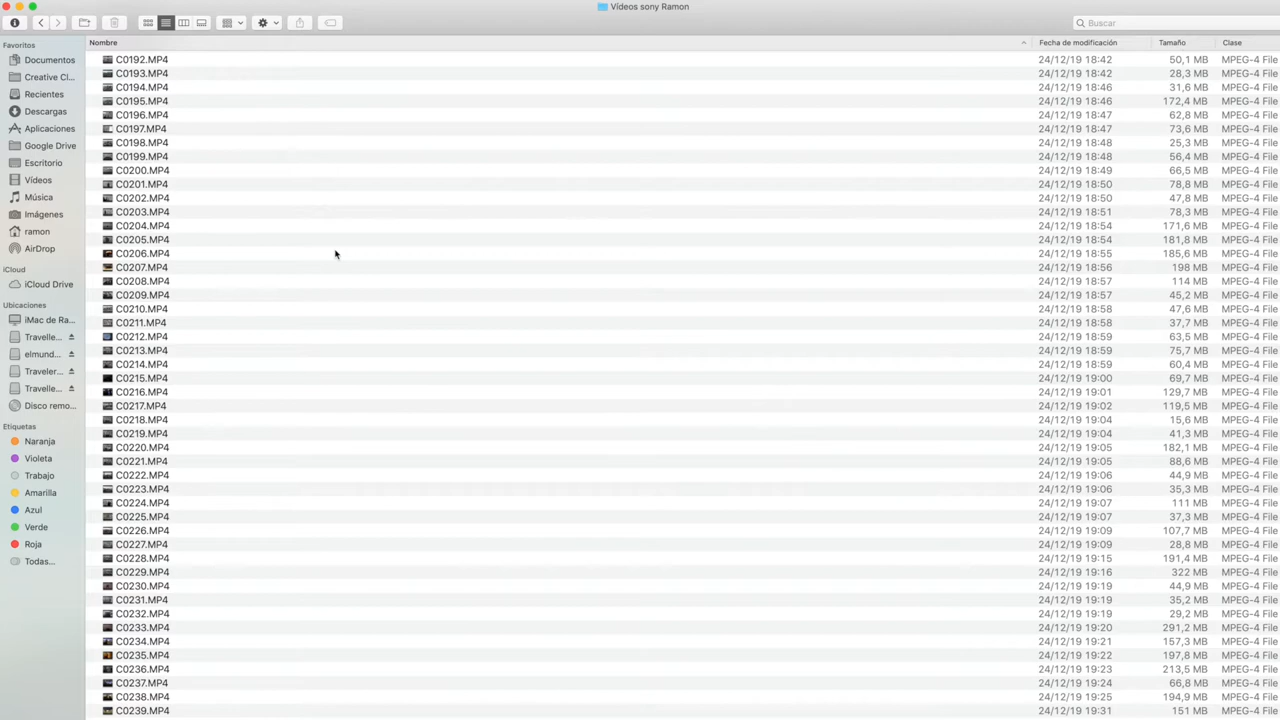 Vídeos sony Ramon
Buscar
Favoritos
Documentos
Creative Cl...
Recientes
Descargas
Aplicaciones
Google Drive
Escritorio
Vídeos
Música
Imágenes
ramon
AirDrop
iCloud
iCloud Drive
Ubicaciones
iMac de Ra...
Travelle...
elmund...
Traveler...
Travelle...
Disco remo...
Etiquetas
Naranja
Violeta
Trabajo
Amarilla
Azul
Verde
Roja
Todas...
Nombre Fecha de modificación Tamaño Clase
C0192.MP4 24/12/19 18:42 50,1 MB MPEG-4 File
C0193.MP4 24/12/19 18:42 28,3 MB MPEG-4 File
C0194.MP4 24/12/19 18:46 31,6 MB MPEG-4 File
C0195.MP4 24/12/19 18:46 172,4 MB MPEG-4 File
C0196.MP4 24/12/19 18:47 62,8 MB MPEG-4 File
C0197.MP4 24/12/19 18:47 73,6 MB MPEG-4 File
C0198.MP4 24/12/19 18:48 25,3 MB MPEG-4 File
C0199.MP4 24/12/19 18:48 56,4 MB MPEG-4 File
C0200.MP4 24/12/19 18:49 66,5 MB MPEG-4 File
C0201.MP4 24/12/19 18:50 78,8 MB MPEG-4 File
C0202.MP4 24/12/19 18:50 47,8 MB MPEG-4 File
C0203.MP4 24/12/19 18:51 78,3 MB MPEG-4 File
C0204.MP4 24/12/19 18:54 171,6 MB MPEG-4 File
C0205.MP4 24/12/19 18:54 181,8 MB MPEG-4 File
C0206.MP4 24/12/19 18:55 185,6 MB MPEG-4 File
C0207.MP4 24/12/19 18:56 198 MB MPEG-4 File
C0208.MP4 24/12/19 18:57 114 MB MPEG-4 File
C0209.MP4 24/12/19 18:57 45,2 MB MPEG-4 File
C0210.MP4 24/12/19 18:58 47,6 MB MPEG-4 File
C0211.MP4 24/12/19 18:58 37,7 MB MPEG-4 File
C0212.MP4 24/12/19 18:59 63,5 MB MPEG-4 File
C0213.MP4 24/12/19 18:59 75,7 MB MPEG-4 File
C0214.MP4 24/12/19 18:59 60,4 MB MPEG-4 File
C0215.MP4 24/12/19 19:00 69,7 MB MPEG-4 File
C0216.MP4 24/12/19 19:01 129,7 MB MPEG-4 File
C0217.MP4 24/12/19 19:02 119,5 MB MPEG-4 File
C0218.MP4 24/12/19 19:04 15,6 MB MPEG-4 File
C0219.MP4 24/12/19 19:04 41,3 MB MPEG-4 File
C0220.MP4 24/12/19 19:05 182,1 MB MPEG-4 File
C0221.MP4 24/12/19 19:05 88,6 MB MPEG-4 File
C0222.MP4 24/12/19 19:06 44,9 MB MPEG-4 File
C0223.MP4 24/12/19 19:06 35,3 MB MPEG-4 File
C0224.MP4 24/12/19 19:07 111 MB MPEG-4 File
C0225.MP4 24/12/19 19:07 37,3 MB MPEG-4 File
C0226.MP4 24/12/19 19:09 107,7 MB MPEG-4 File
C0227.MP4 24/12/19 19:09 28,8 MB MPEG-4 File
C0228.MP4 24/12/19 19:15 191,4 MB MPEG-4 File
C0229.MP4 24/12/19 19:16 322 MB MPEG-4 File
C0230.MP4 24/12/19 19:19 44,9 MB MPEG-4 File
C0231.MP4 24/12/19 19:19 35,2 MB MPEG-4 File
C0232.MP4 24/12/19 19:19 29,2 MB MPEG-4 File
C0233.MP4 24/12/19 19:20 291,2 MB MPEG-4 File
C0234.MP4 24/12/19 19:21 157,3 MB MPEG-4 File
C0235.MP4 24/12/19 19:22 197,8 MB MPEG-4 File
C0236.MP4 24/12/19 19:23 213,5 MB MPEG-4 File
C0237.MP4 24/12/19 19:24 66,8 MB MPEG-4 File
C0238.MP4 24/12/19 19:25 194,9 MB MPEG-4 File
C0239.MP4 24/12/19 19:31 151 MB MPEG-4 File